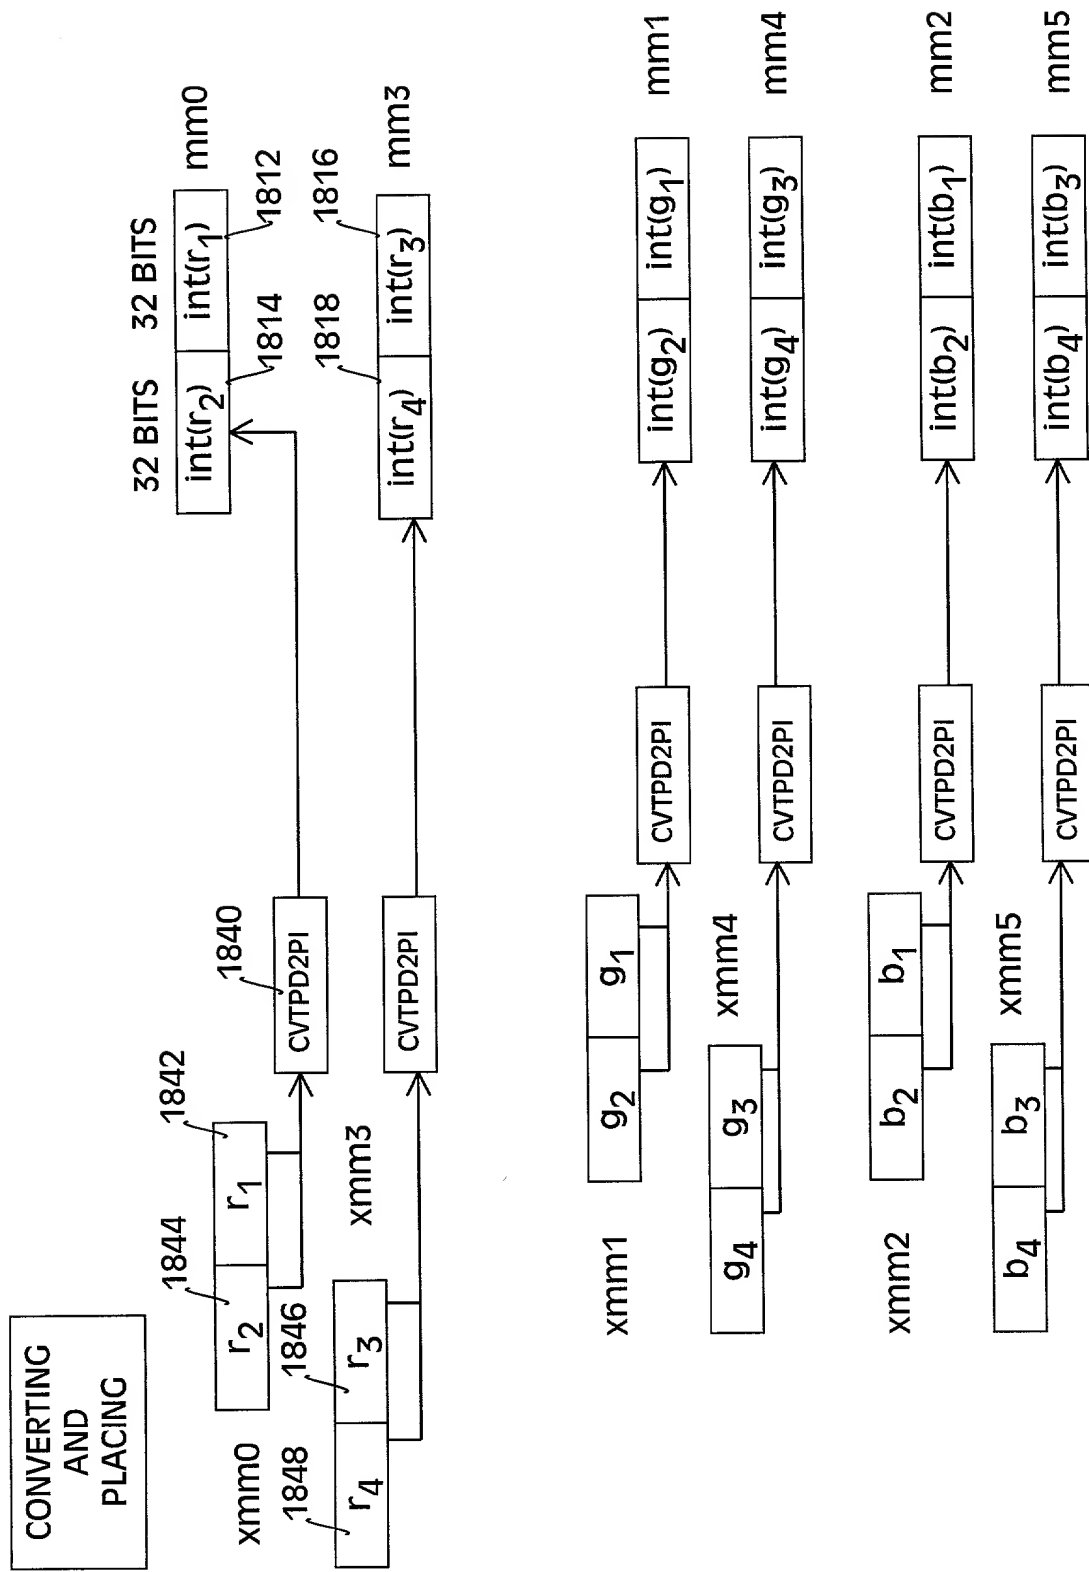 CONVERTING
AND
PLACING
32 BITS 32 BITS
1844 1842 1840
r2 r1 CVTPD2PI int(r2) int(r1) mm0
xmm0 1814 1812
1848 1846 xmm3 1818 1816
r4 r3 CVTPD2PI int(r4) int(r3) mm3
xmm1 g2 g1 CVTPD2PI int(g2) int(g1) mm1
g4 g3 xmm4 CVTPD2PI int(g4) int(g3) mm4
xmm2 b2 b1 CVTPD2PI int(b2) int(b1) mm2
b4 b3 xmm5 CVTPD2PI int(b4) int(b3) mm5